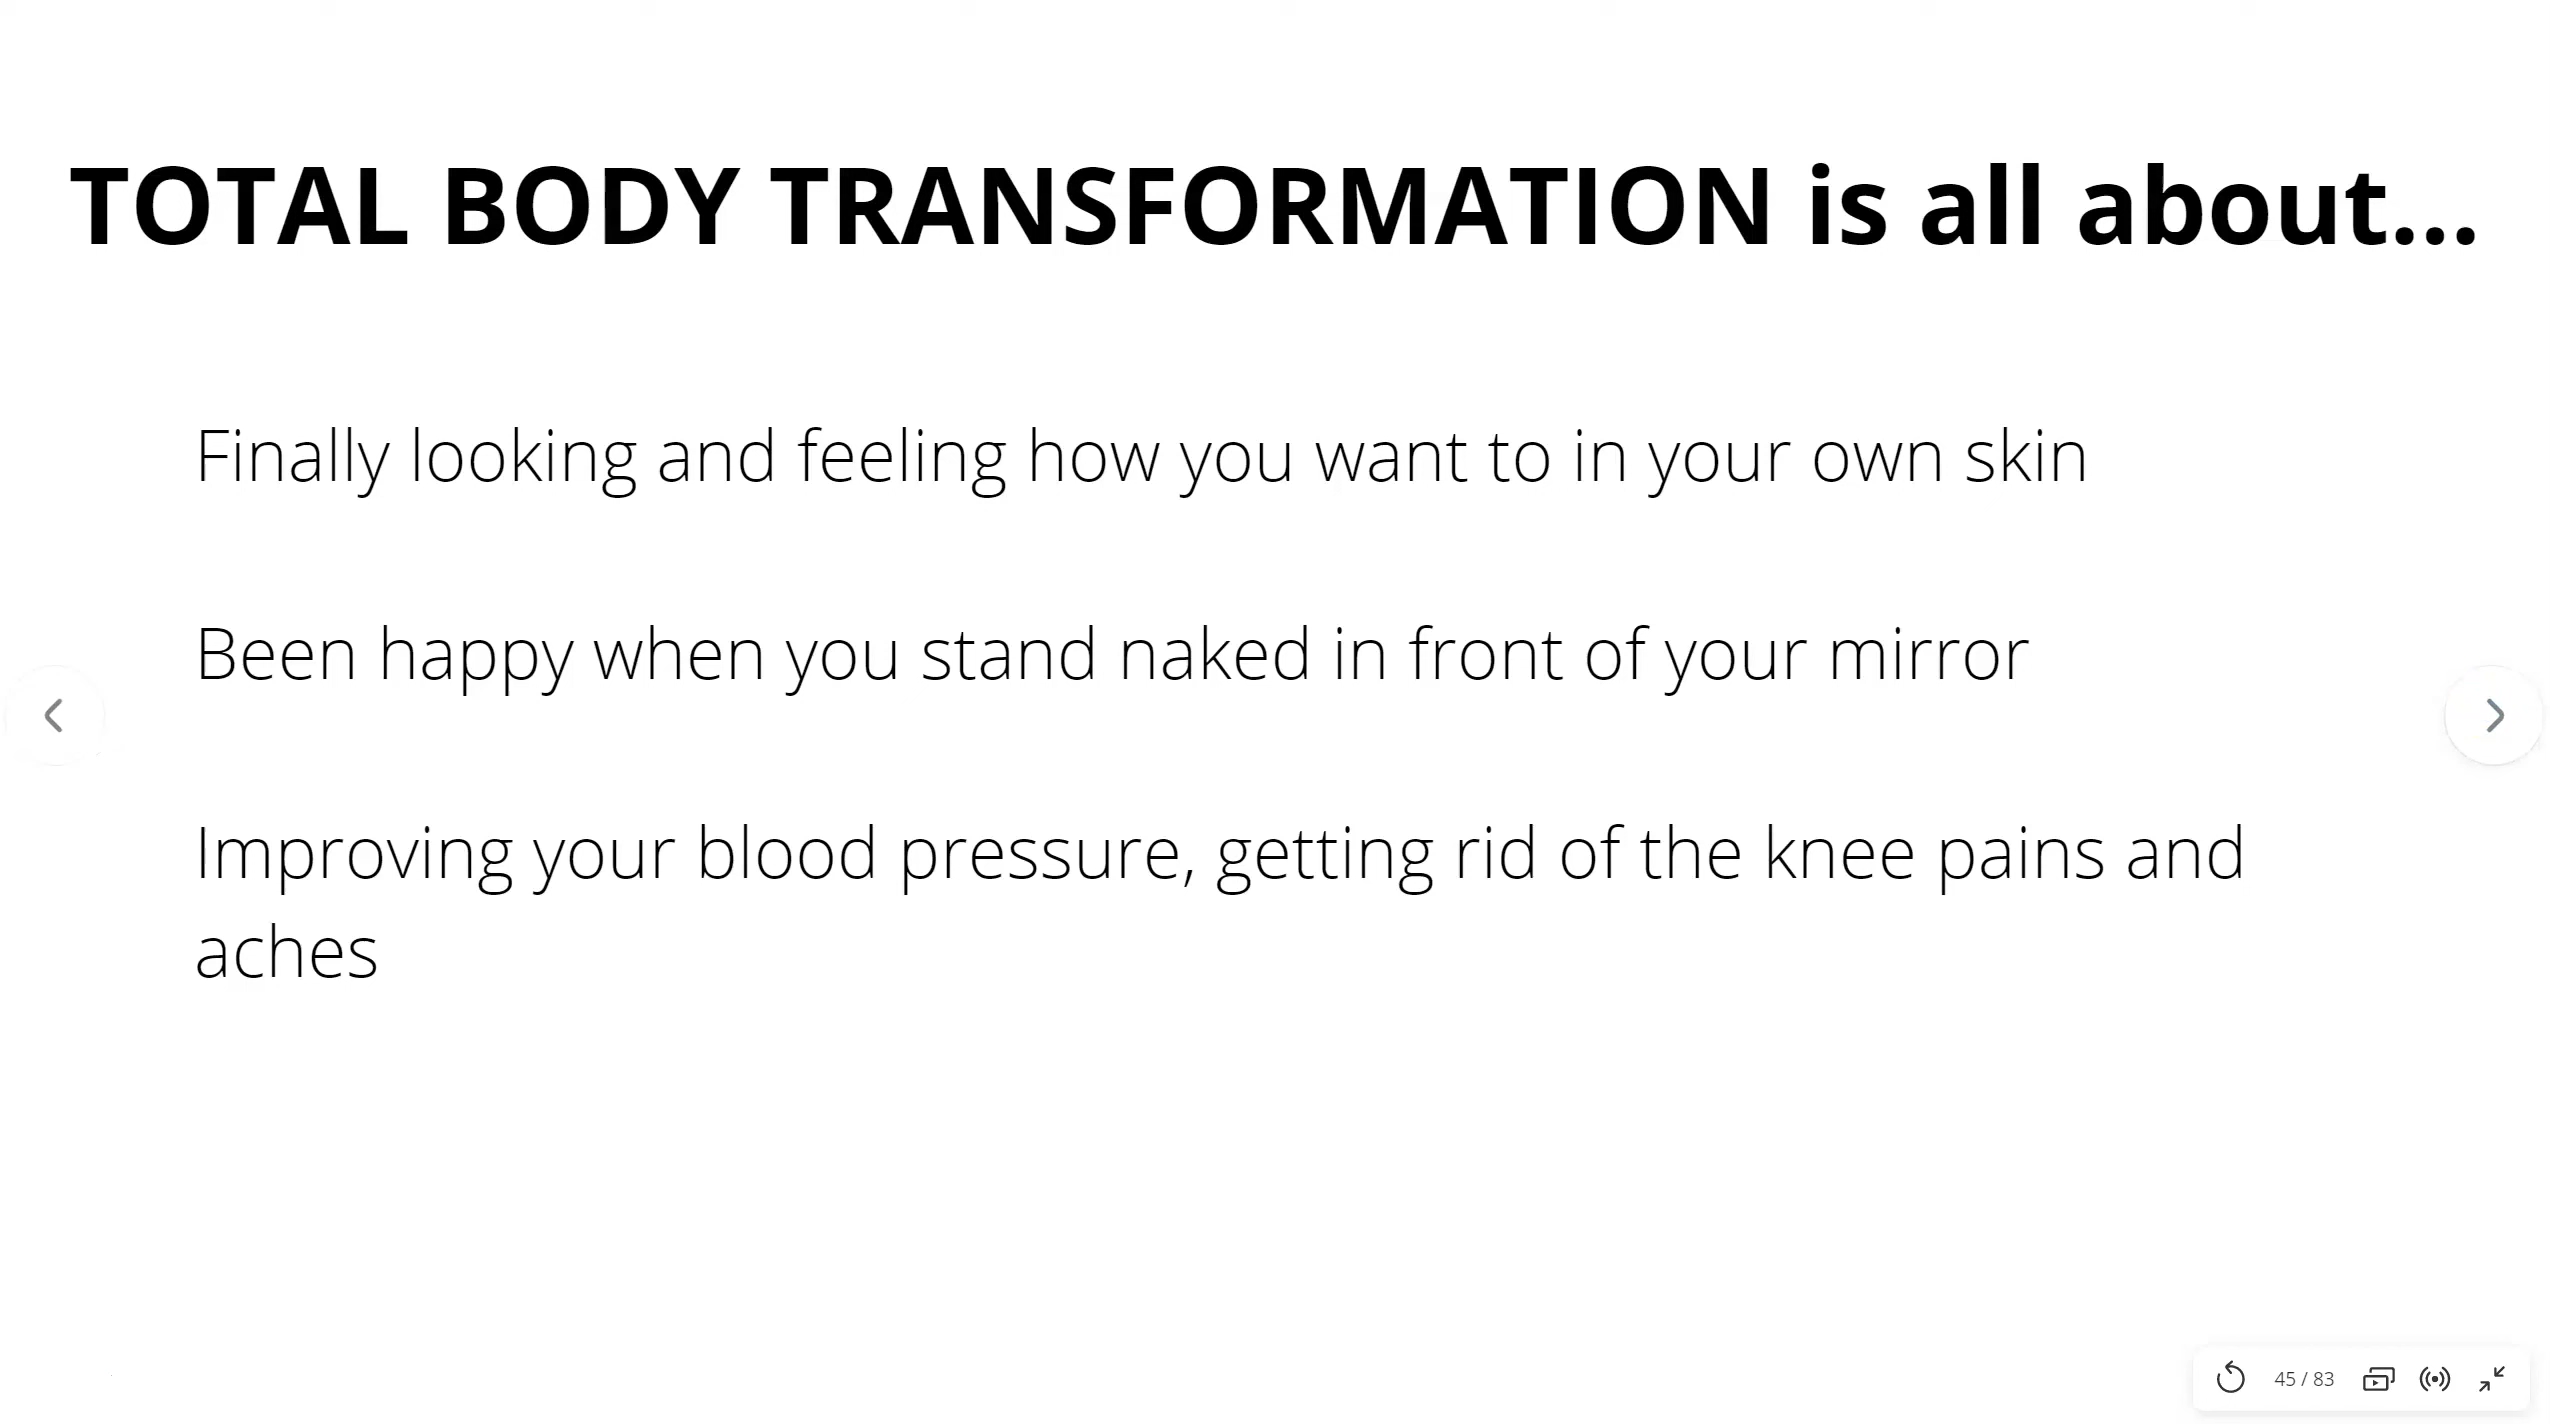 TOTAL BODY TRANSFORMATION is all about...
Finally looking and feeling how you want to in your own skin
Been happy when you stand naked in front of your mirror
Improving your blood pressure, getting rid of the knee pains and
aches
45 / 83